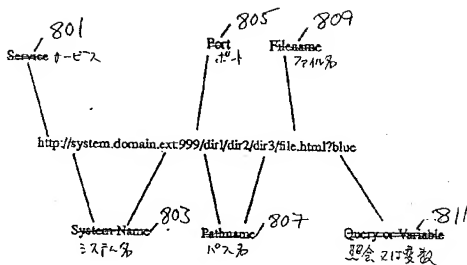 801
805
809
Service サービス
Port
ポート
Filename
ファイル名
http://system.domain.ext:999/dir1/dir2/dir3/file.html?blue
System Name
システム名
803
Pathname
パス名
807
Query or Variable
照会又は変数
811